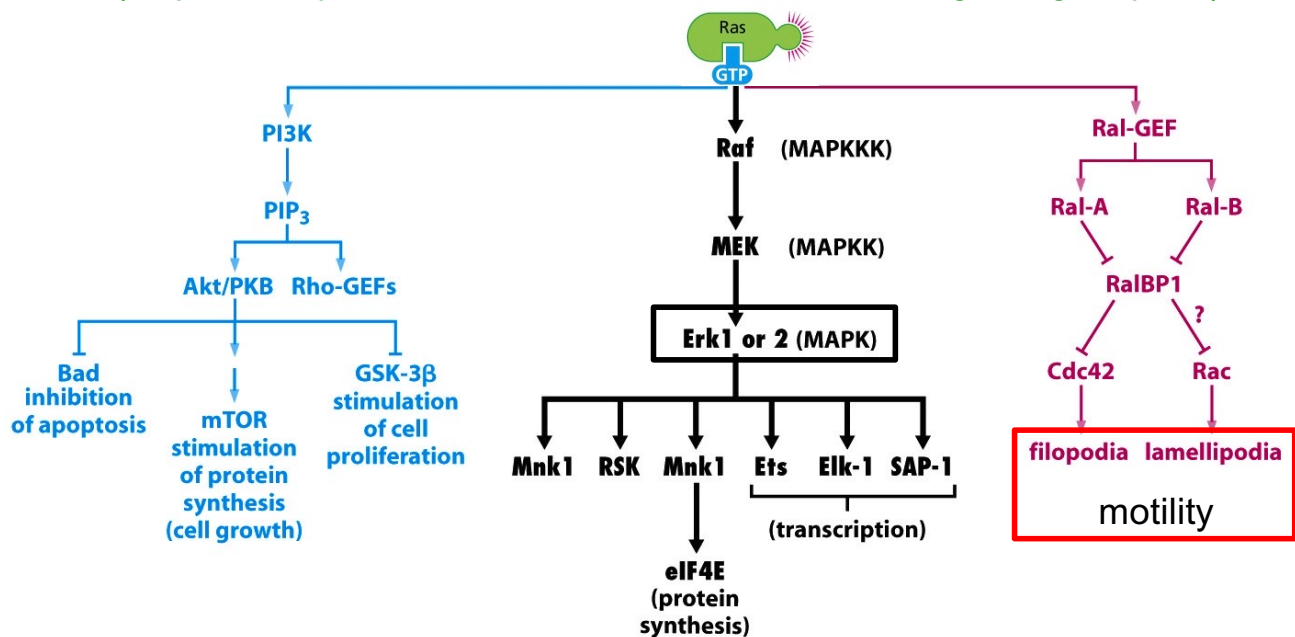 Ras
GTP
PI3K
PIP3
Akt/PKB Rho-GEFs
Bad
inhibition
of apoptosis
mTOR
stimulation
of protein
synthesis
(cell growth)
GSK-3β
stimulation
of cell
proliferation
Raf (MAPKKK)
MEK (MAPKK)
Erk1 or 2 (MAPK)
Mnk1 RSK Mnk1 Ets Elk-1 SAP-1
(transcription)
eIF4E
(protein
synthesis)
Ral-GEF
Ral-A Ral-B
RalBP1
?
Cdc42 Rac
filopodia lamellipodia
motility